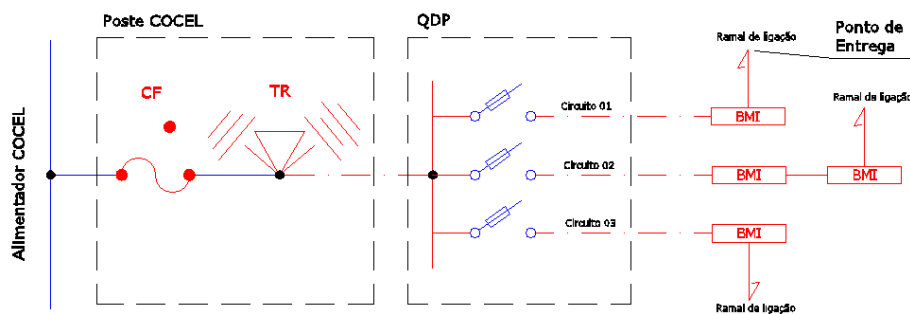 Poste COCEL
QDP
Ponto de
Entrega
Ramal de ligação
Ramal de ligação
CF
TR
Circuito 01
BMI
Circuito 02
BMI
BMI
Circuito 03
BMI
Ramal de ligação
Alimentador COCEL